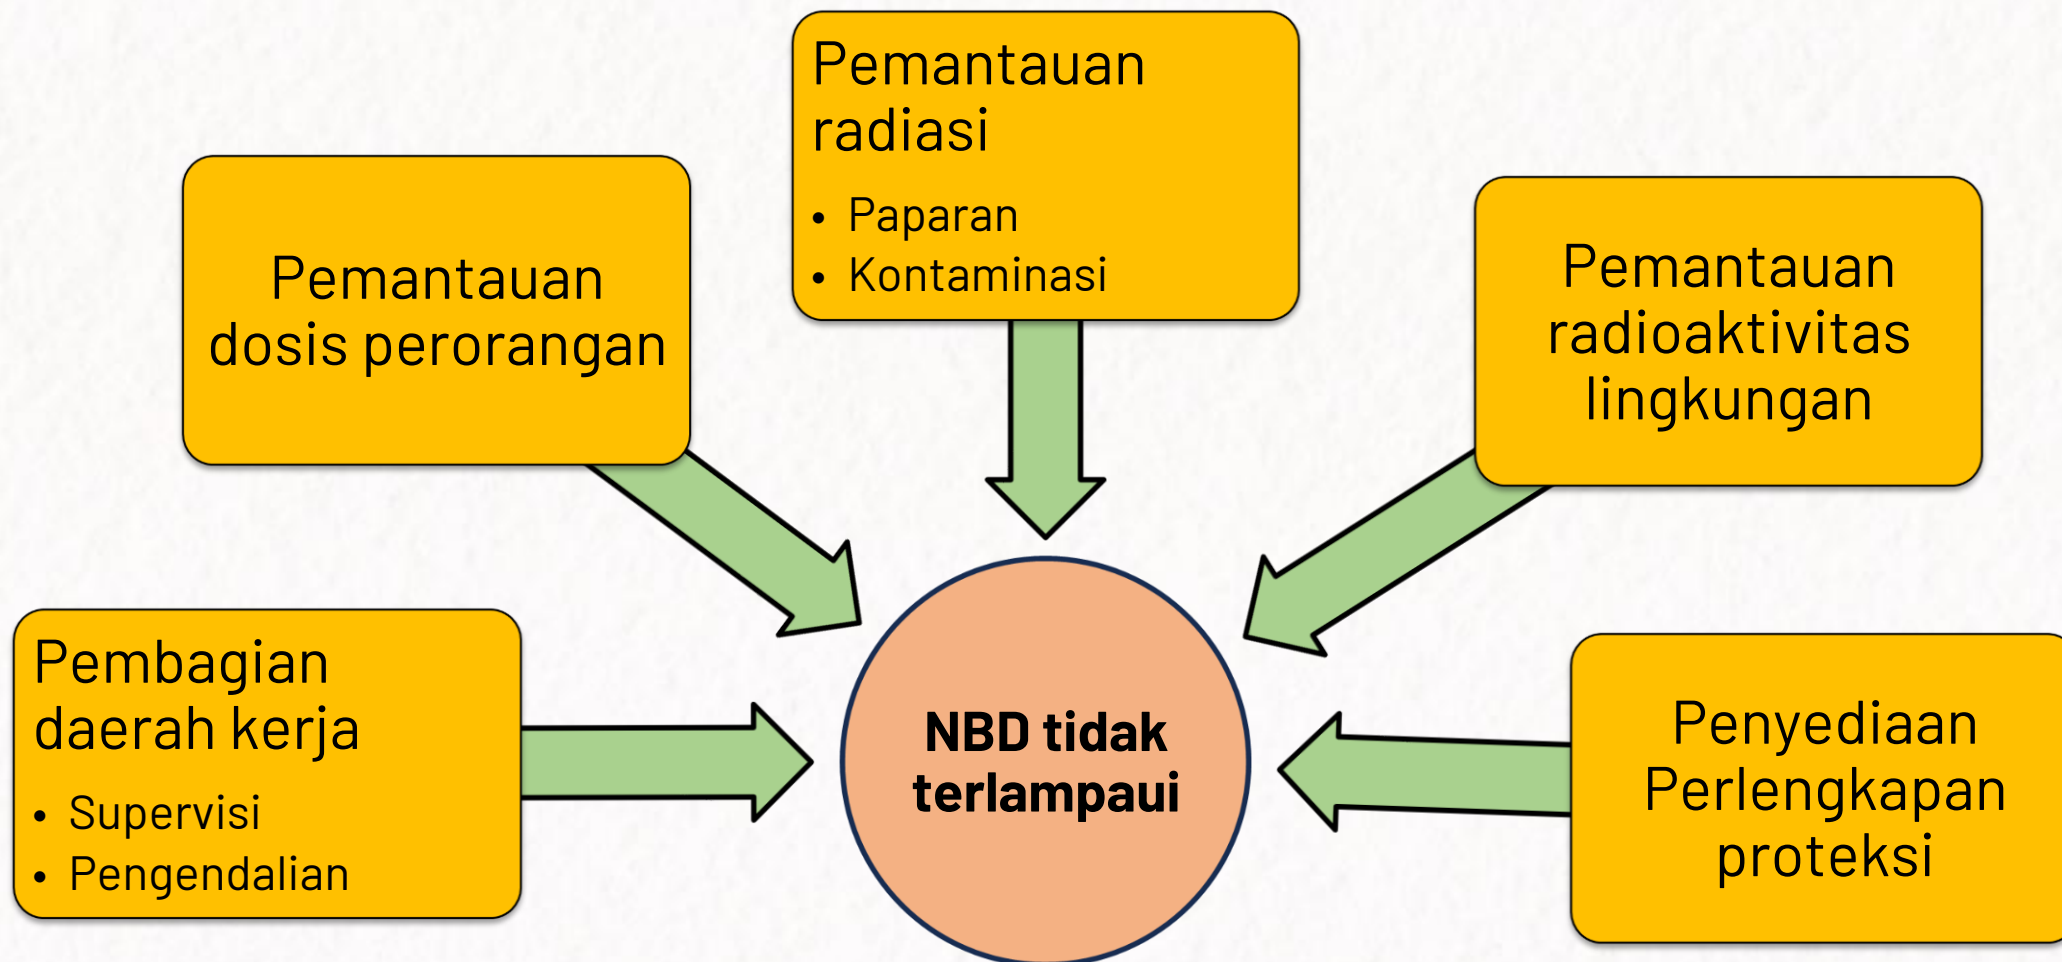 Pemantauan
radiasi
• Paparan
• Kontaminasi
Pemantauan
dosis perorangan
Pemantauan
radioaktivitas
lingkungan
Pembagian
daerah kerja
• Supervisi
• Pengendalian
NBD tidak
terlampaui
Penyediaan
Perlengkapan
proteksi